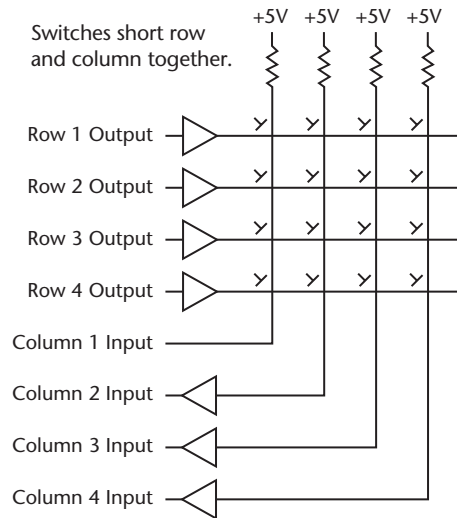 +5V +5V +5V +5V
Switches short row
and column together.
Row 1 Output
Row 2 Output
Row 3 Output
Row 4 Output
Column 1 Input
Column 2 Input
Column 3 Input
Column 4 Input